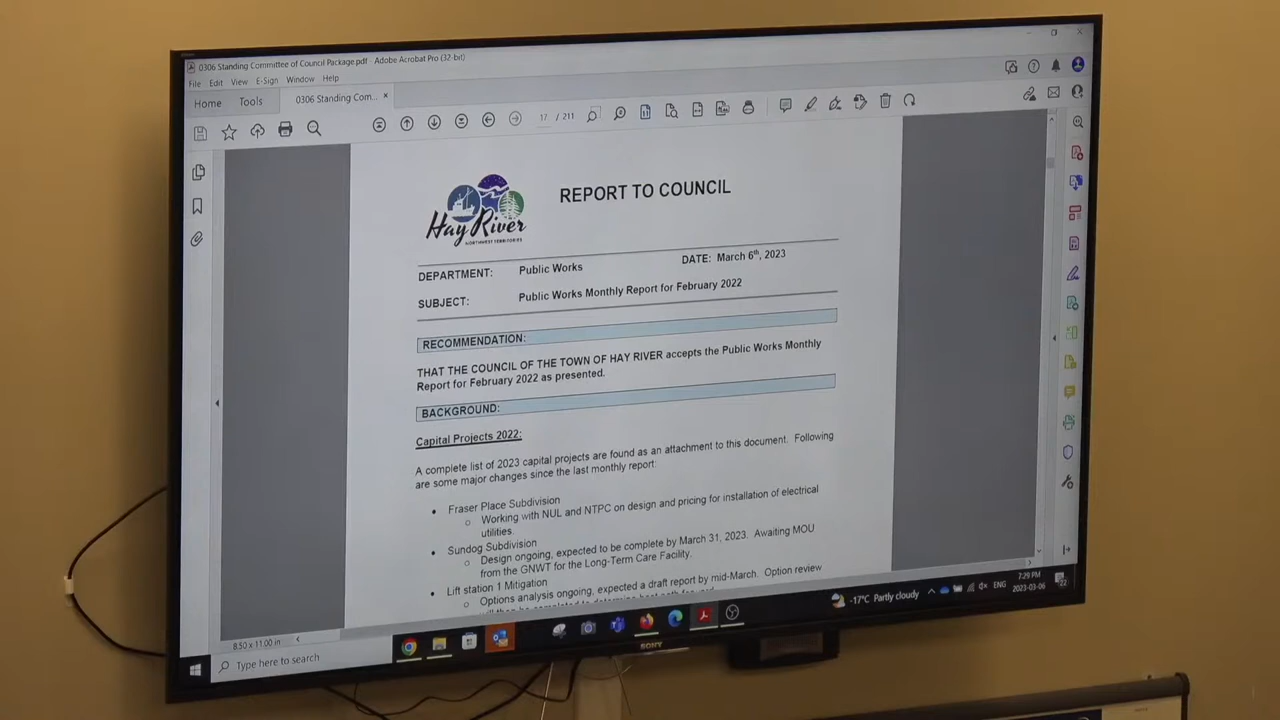 0306 Standing Committee of Council Package.pdf - Adobe Acrobat Pro (32-bit)
File Edit View E-Sign Window Help
Home Tools 0306 Standing Com... ×
17 / 211
Hay River
NORTHWEST TERRITORIES
REPORT TO COUNCIL
DEPARTMENT: Public Works DATE: March 6th, 2023
SUBJECT: Public Works Monthly Report for February 2022
RECOMMENDATION:
THAT THE COUNCIL OF THE TOWN OF HAY RIVER accepts the Public Works Monthly
Report for February 2022 as presented.
BACKGROUND:
Capital Projects 2022:
A complete list of 2023 capital projects are found as an attachment to this document. Following
are some major changes since the last monthly report:
• Fraser Place Subdivision
o Working with NUL and NTPC on design and pricing for installation of electrical
utilities.
• Sundog Subdivision
o Design ongoing, expected to be complete by March 31, 2023. Awaiting MOU
from the GNWT for the Long-Term Care Facility.
• Lift station 1 Mitigation
o Options analysis ongoing, expected a draft report by mid-March. Option review
8.50 x 11.00 in
Type here to search
-17°C Partly cloudy
ENG
7:29 PM
2023-03-06
22
SONY